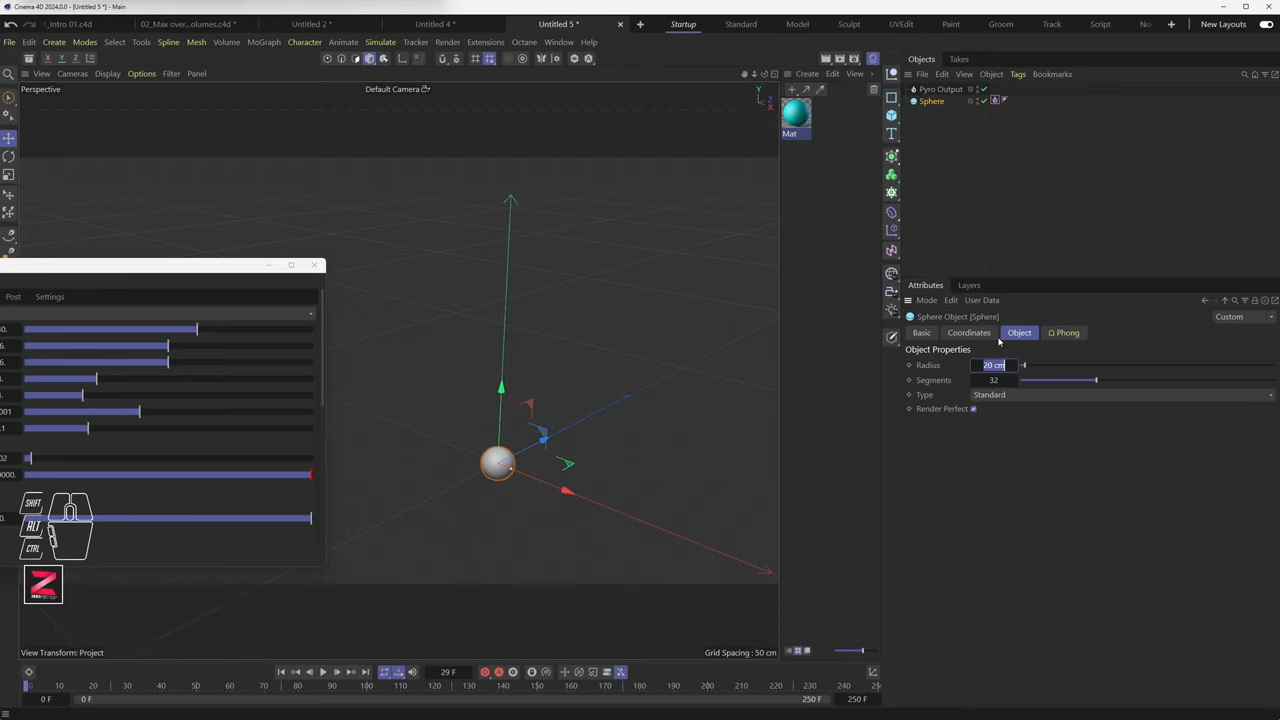 Cinema 4D 2024.0.0 - [Untitled 5 *] - Main
_1_Intro 01.c4d
02_Max over...olumes.c4d *
Untitled 2 *
Untitled 4 *
Untitled 5 *
Startup
Standard
Model
Sculpt
UVEdit
Paint
Groom
Track
Script
New Layouts
File
Edit
Create
Modes
Select
Tools
Spline
Mesh
Volume
MoGraph
Character
Animate
Simulate
Tracker
Render
Extensions
Octane
Window
Help
X Y Z
Objects
Takes
View
Cameras
Display
Options
Filter
Panel
Create
Edit
View
File
Edit
View
Object
Tags
Bookmarks
Perspective
Default Camera
Y
Z
X
Pyro Output
Sphere
Mat
Post
Settings
Attributes
Layers
Mode
Edit
User Data
Sphere Object [Sphere]
Custom
Basic
Coordinates
Object
Phong
Object Properties
Radius
20 cm
Segments
32
Type
Standard
Render Perfect
SHIFT
ALT
CTRL
View Transform: Project
Grid Spacing : 50 cm
29 F
0 10 20 30 40 50 60 70 80 90 100 110 120 130 140 150 160 170 180 190 200 210 220 230 240 25
0 F
0 F
250 F
250 F